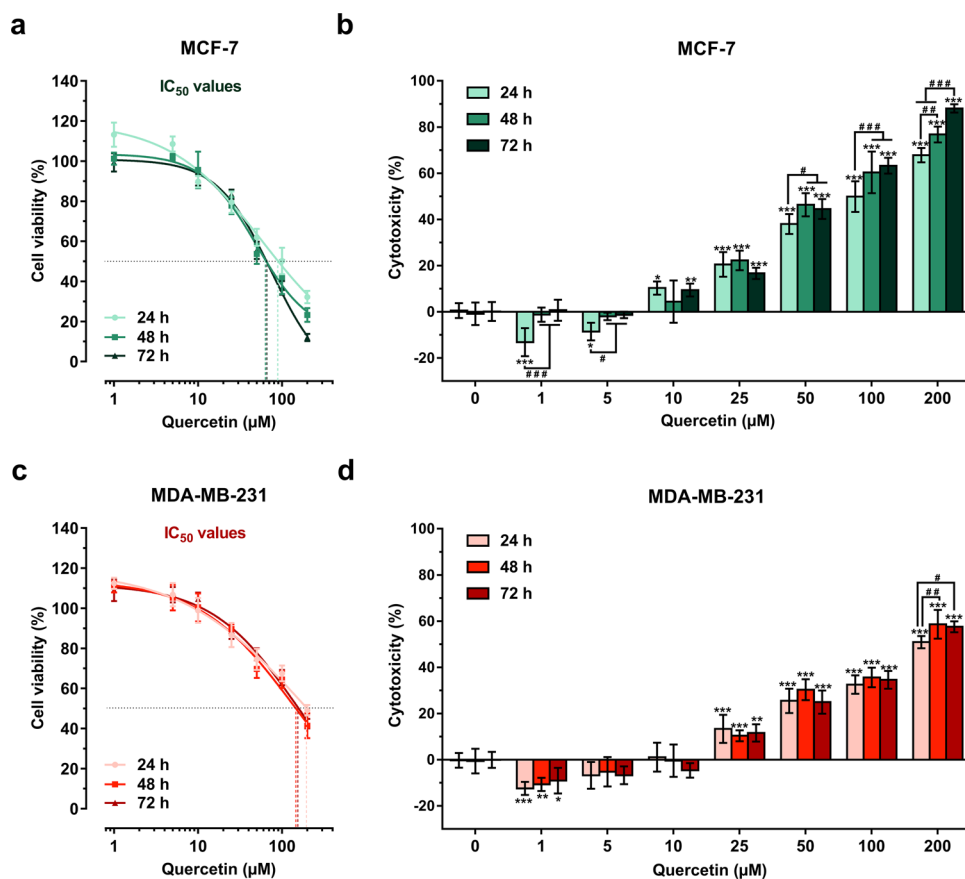 a
MCF-7
IC50 values
140
120
100
80
60
40
20
0
Cell viability (%)
24 h
48 h
72 h
1 10 100
Quercetin (µM)
b
MCF-7
100
80
60
40
20
0
-20
Cytotoxicity (%)
24 h
48 h
72 h
###
##
***
***
***
###
***
***
***
#
***
***
***
***
***
***
*
**
***
###
*
#
0 1 5 10 25 50 100 200
Quercetin (µM)
c
MDA-MB-231
IC50 values
140
120
100
80
60
40
20
0
Cell viability (%)
24 h
48 h
72 h
1 10 100
Quercetin (µM)
d
MDA-MB-231
100
80
60
40
20
0
-20
Cytotoxicity (%)
24 h
48 h
72 h
#
##
***
***
***
***
***
***
***
***
***
***
***
**
***
**
*
0 1 5 10 25 50 100 200
Quercetin (µM)